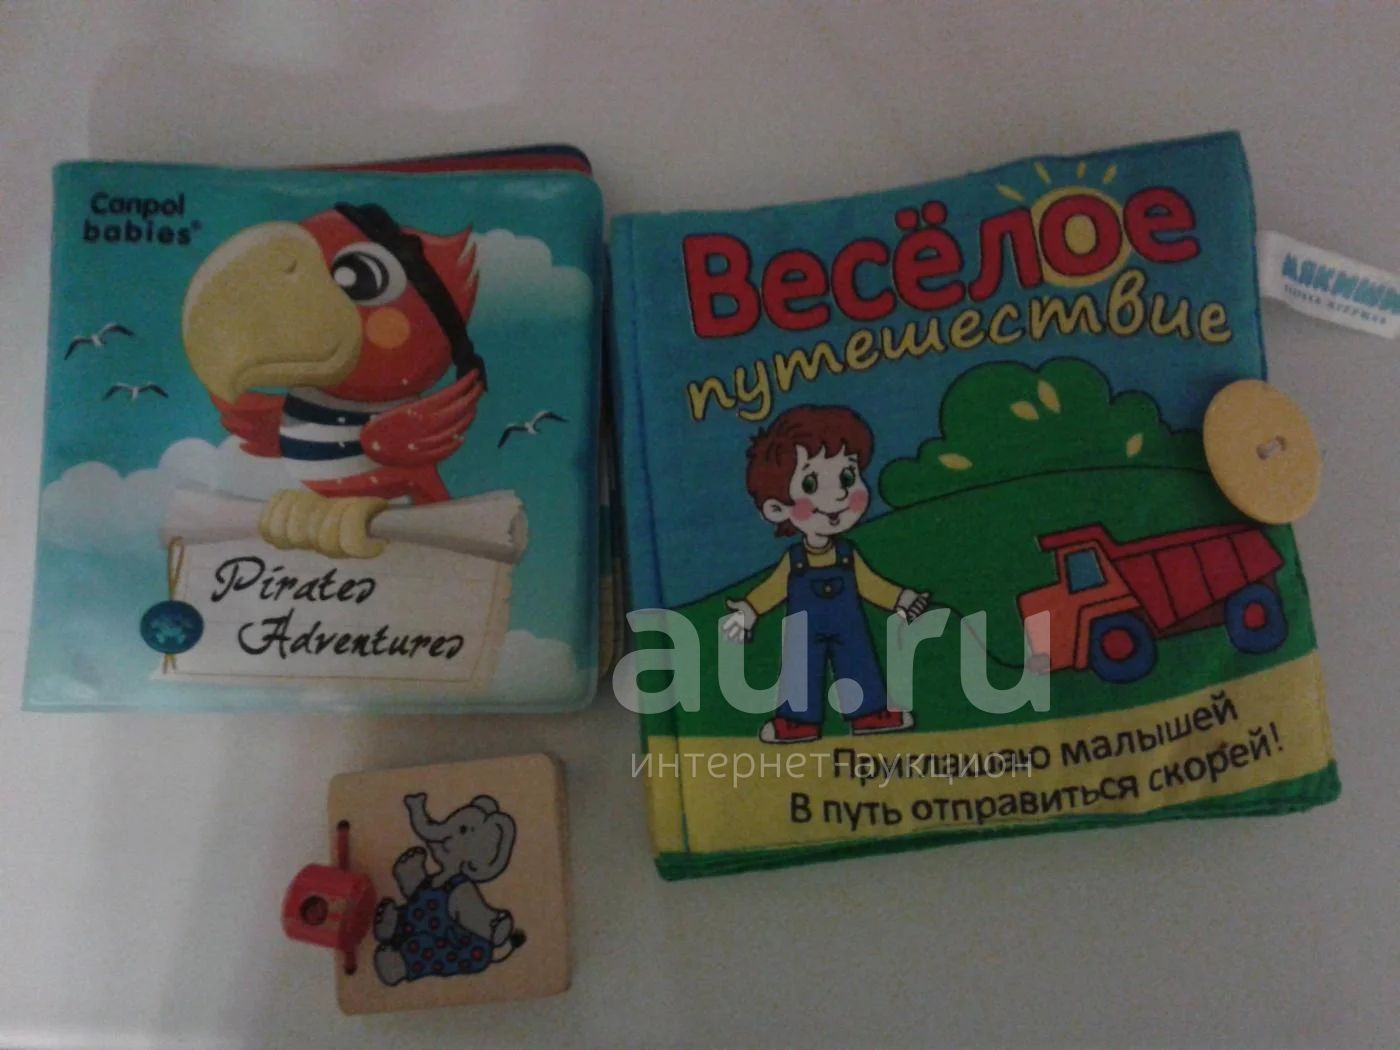 Canpol
babies®
Pirates
Adventures
Весёлое
путешествие
Приглашаю малышей
В путь отправиться скорей!
au.ru
интернет-аукцион